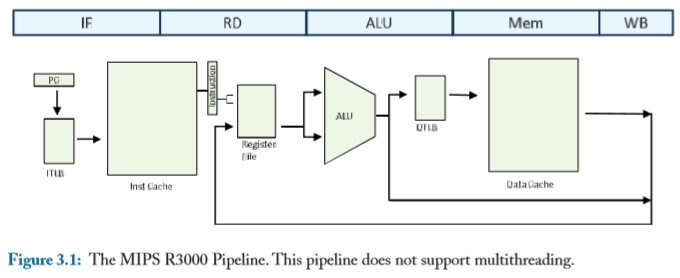 IF RD ALU Mem WB
PC
Instruction
ALU
DTLB
Register
File
ITLB
Inst Cache
Data Cache
Figure 3.1: The MIPS R3000 Pipeline. This pipeline does not support multithreading.